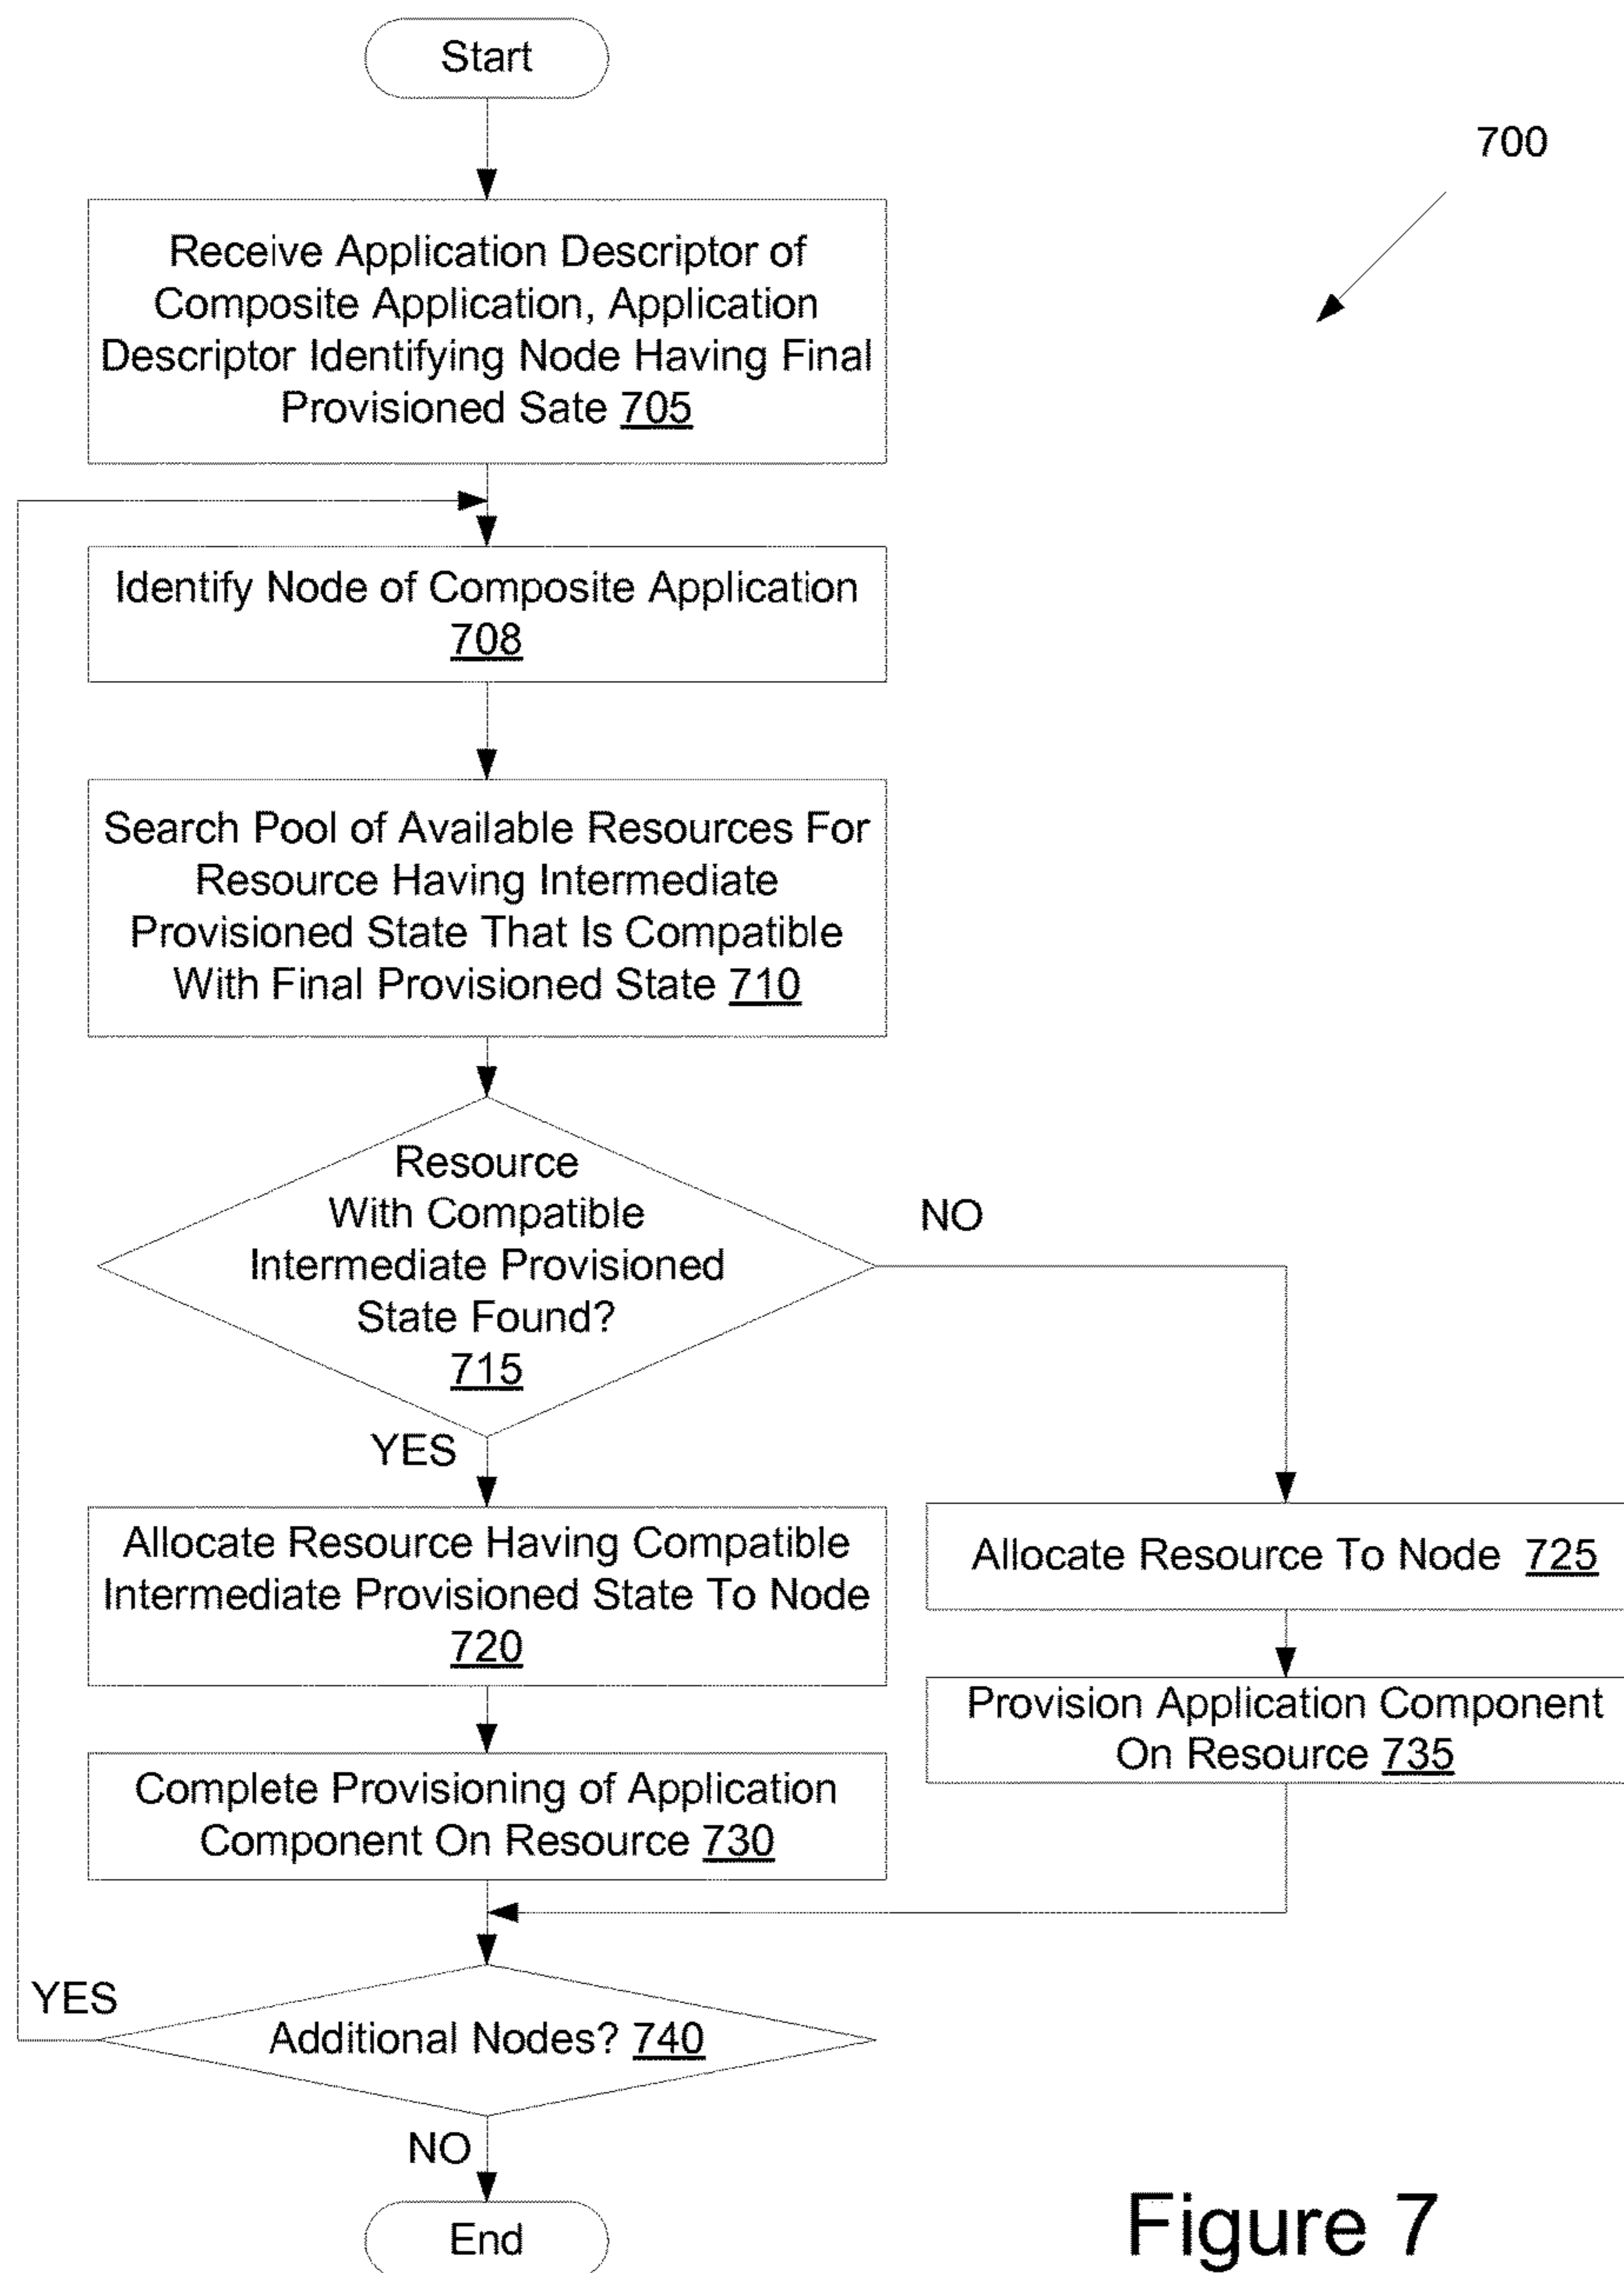 Start
700
Receive Application Descriptor of
Composite Application, Application
Descriptor Identifying Node Having Final
Provisioned Sate 705
Identify Node of Composite Application
708
Search Pool of Available Resources For
Resource Having Intermediate
Provisioned State That Is Compatible
With Final Provisioned State 710
Resource
With Compatible
Intermediate Provisioned
State Found?
715
NO
YES
Allocate Resource Having Compatible
Intermediate Provisioned State To Node
720
Allocate Resource To Node 725
Complete Provisioning of Application
Component On Resource 730
Provision Application Component
On Resource 735
YES
Additional Nodes? 740
NO
End
Figure 7